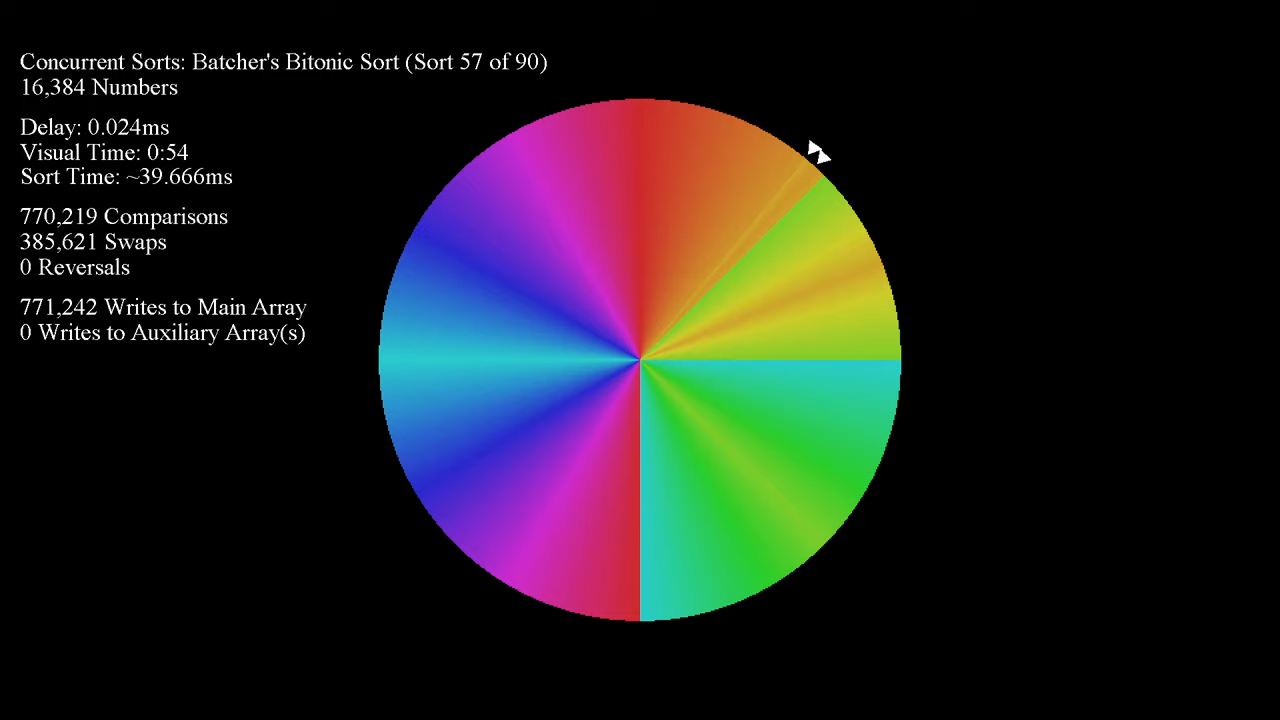 Concurrent Sorts: Batcher's Bitonic Sort (Sort 57 of 90)
16,384 Numbers
Delay: 0.024ms
Visual Time: 0:54
Sort Time: ~39.666ms
770,219 Comparisons
385,621 Swaps
0 Reversals
771,242 Writes to Main Array
0 Writes to Auxiliary Array(s)